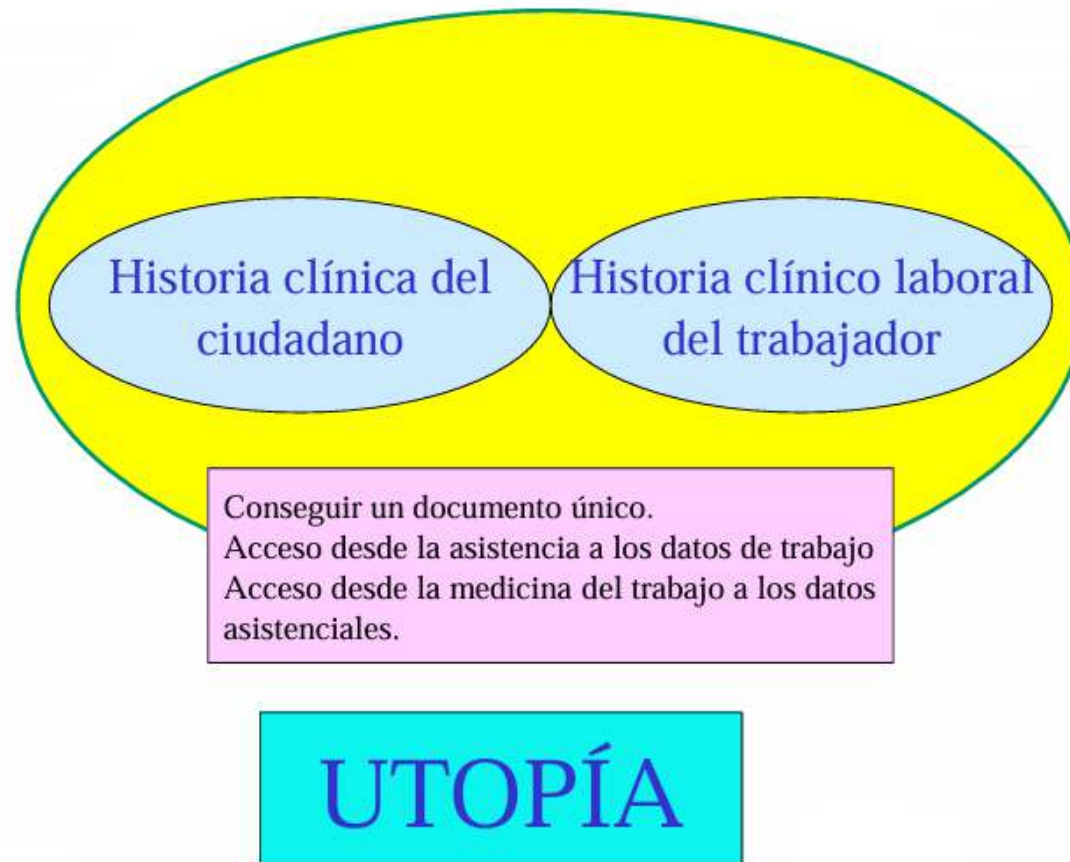 Historia clínica del
ciudadano
Historia clínico laboral
del trabajador
Conseguir un documento único.
Acceso desde la asistencia a los datos de trabajo
Acceso desde la medicina del trabajo a los datos
asistenciales.
UTOPÍA